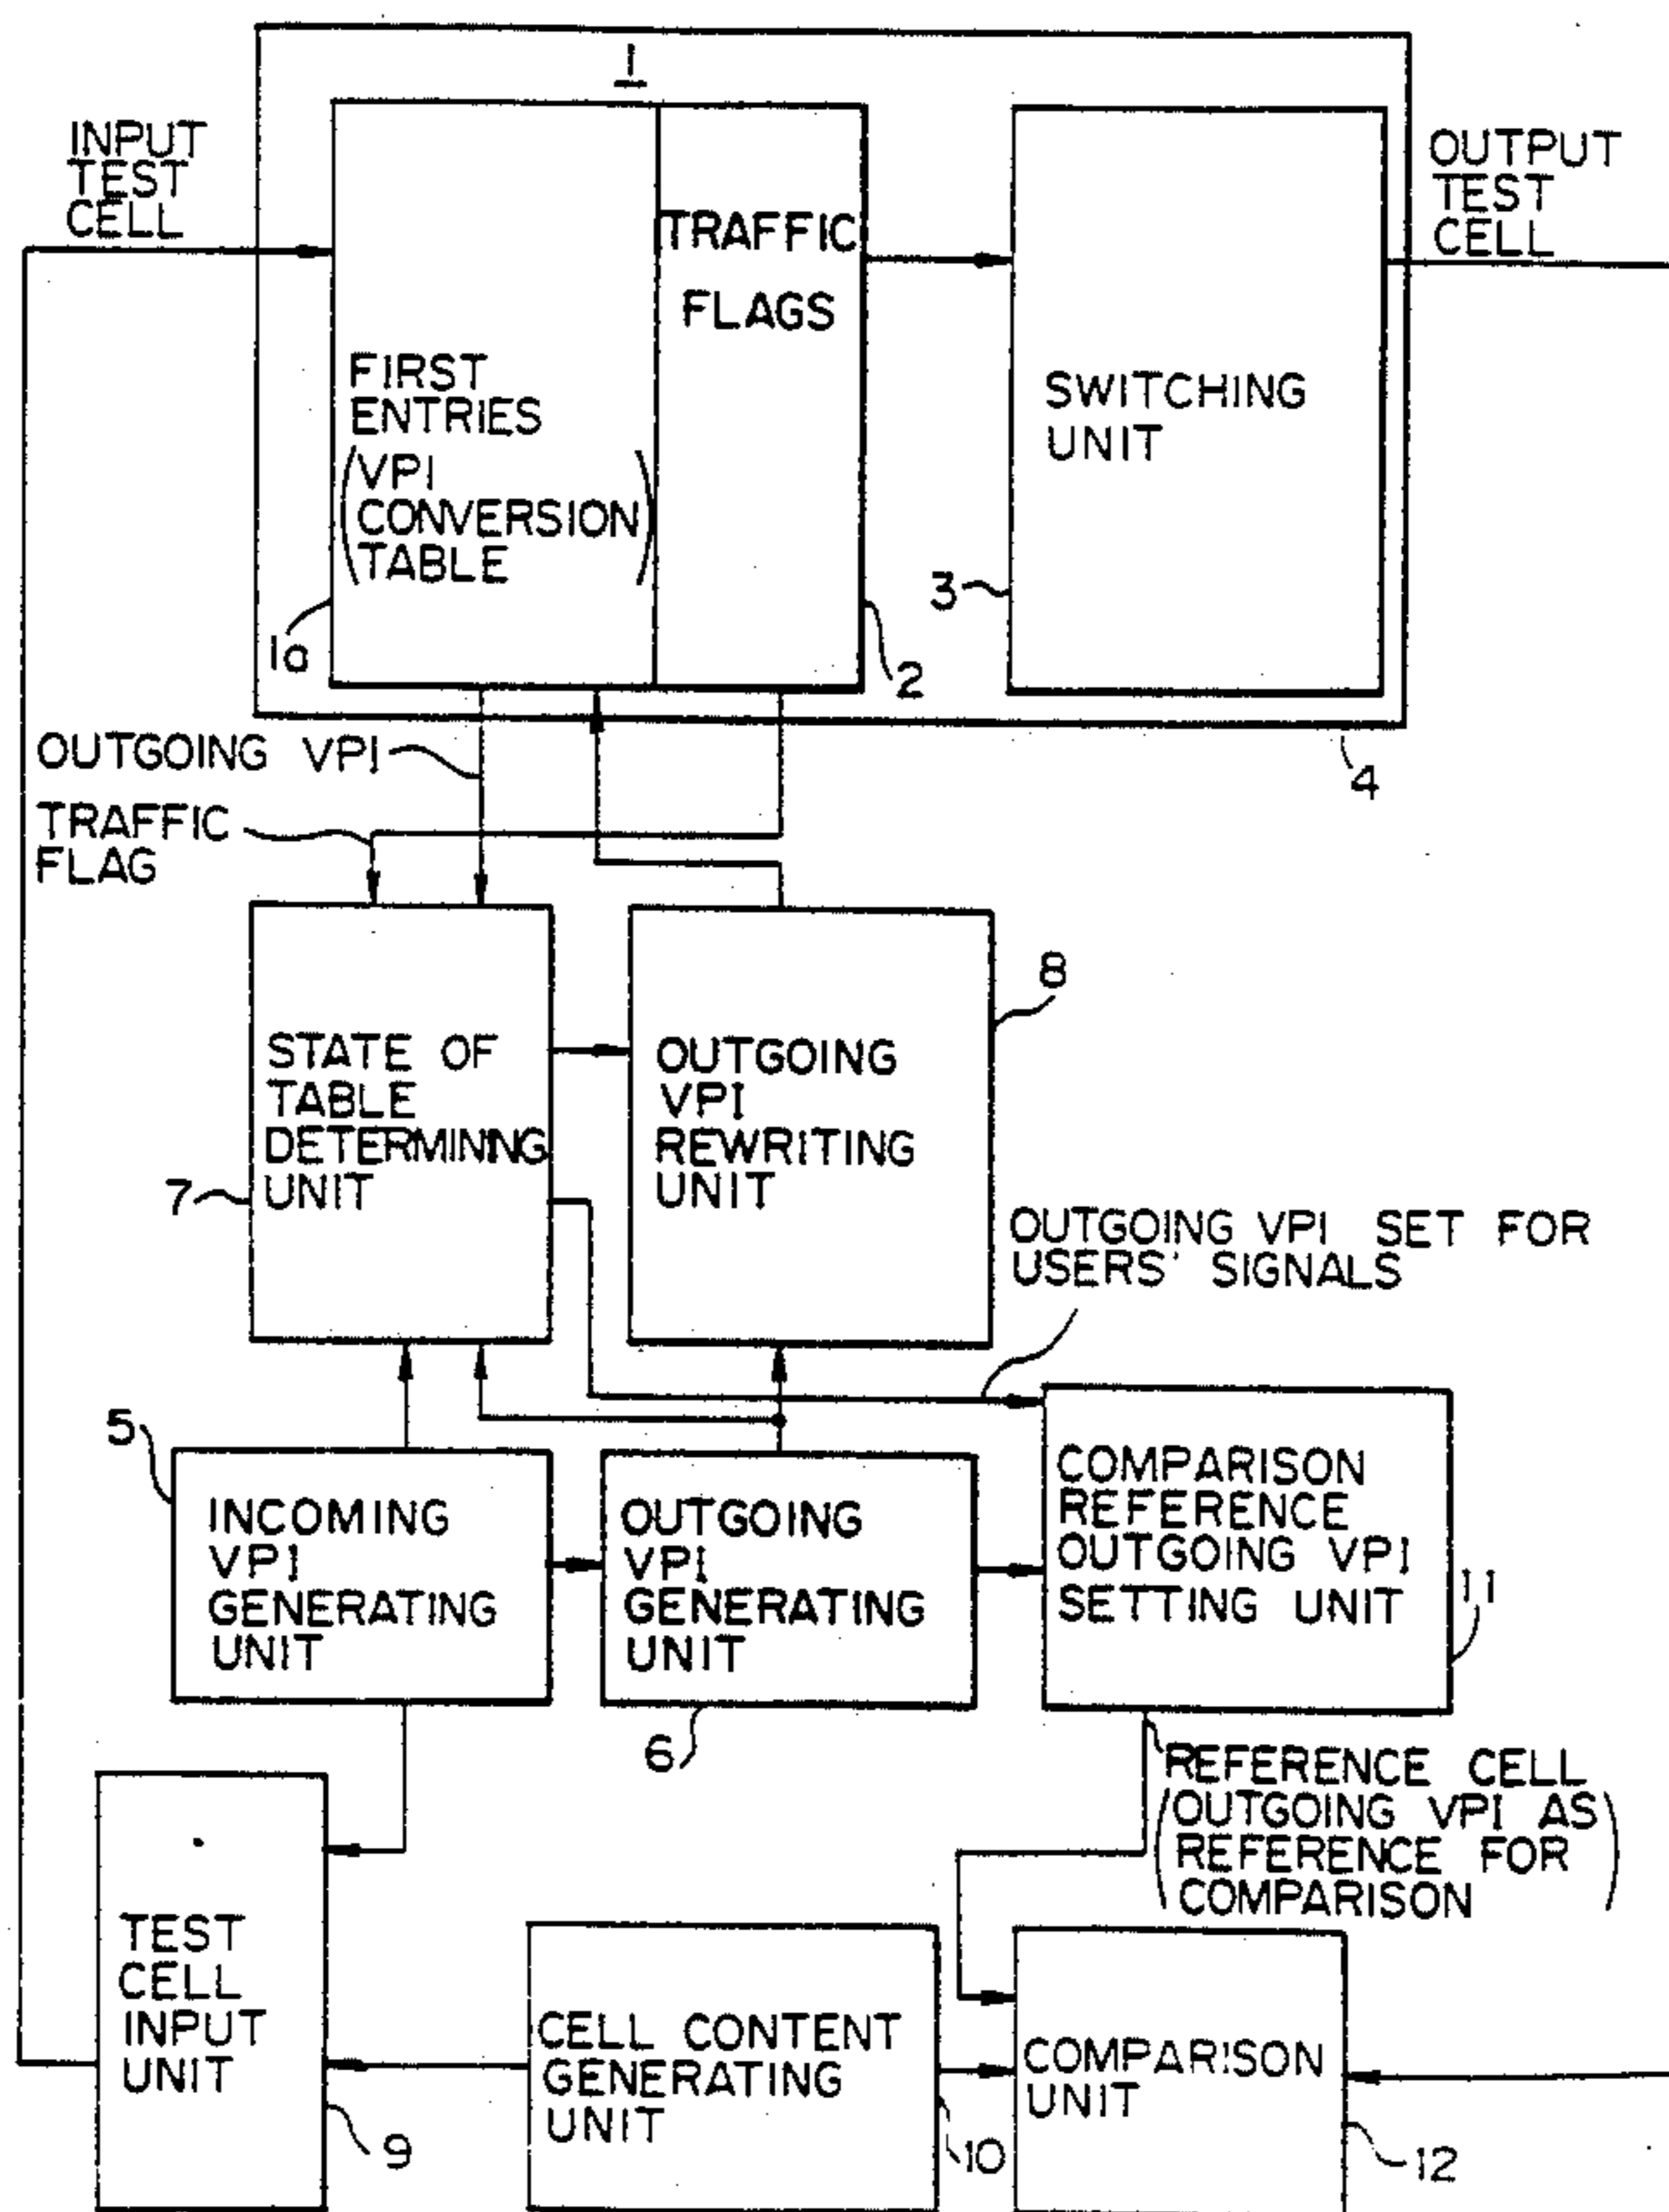 1
INPUT
TEST
CELL
TRAFFIC
FLAGS
OUTPUT
TEST
CELL
FIRST
ENTRIES
(VPI
CONVERSION
TABLE)
SWITCHING
UNIT
1a
2
3
4
OUTGOING VPI
TRAFFIC
FLAG
STATE OF
TABLE
DETERMINING
UNIT
7
OUTGOING
VPI
REWRITING
UNIT
8
OUTGOING VPI SET FOR
USERS' SIGNALS
5
INCOMING
VPI
GENERATING
UNIT
OUTGOING
VPI
GENERATING
UNIT
6
COMPARISON
REFERENCE
OUTGOING VPI
SETTING UNIT
11
REFERENCE CELL
(OUTGOING VPI AS
REFERENCE FOR
COMPARISON)
TEST
CELL
INPUT
UNIT
9
CELL CONTENT
GENERATING
UNIT
10
COMPARISON
UNIT
12